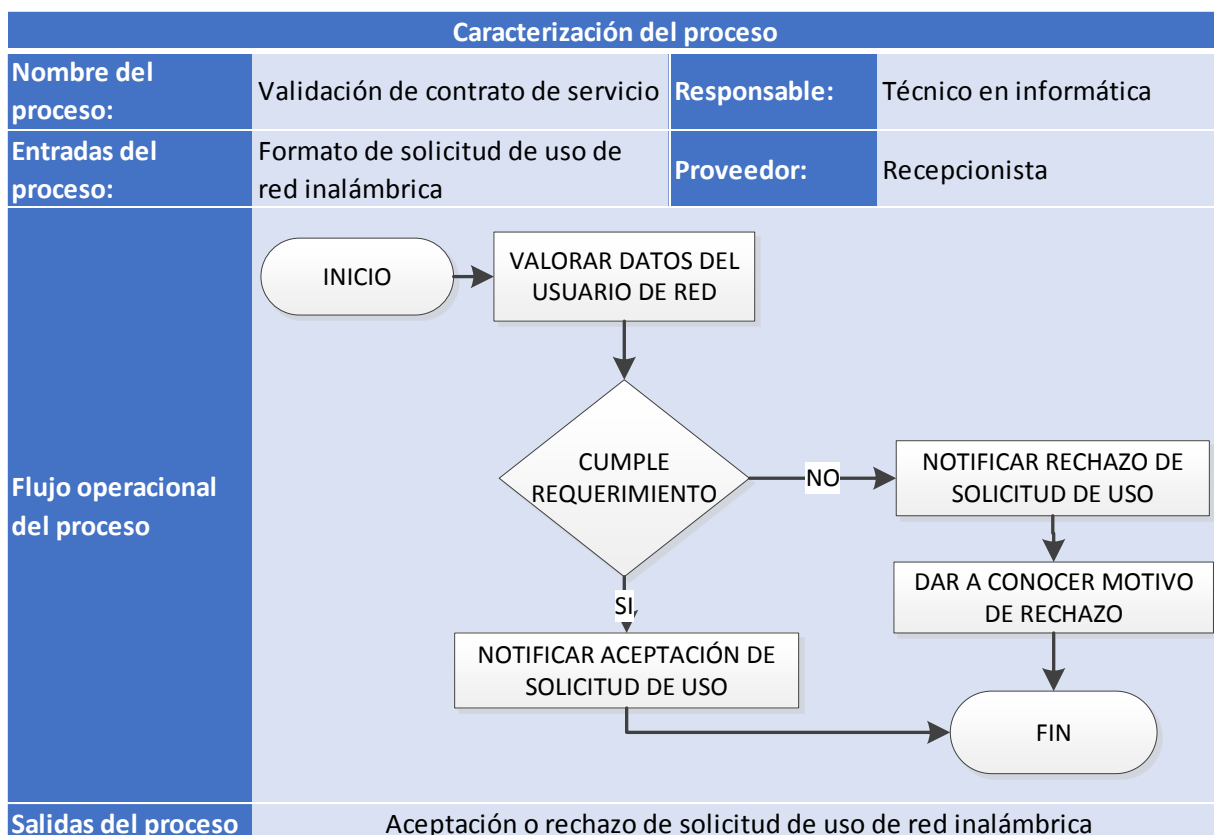 Caracterización del proceso
Nombre del
proceso:
Validación de contrato de servicio
Responsable:
Técnico en informática
Entradas del
proceso:
Formato de solicitud de uso de
red inalámbrica
Proveedor:
Recepcionista
Flujo operacional
del proceso
INICIO
VALORAR DATOS DEL
USUARIO DE RED
CUMPLE
REQUERIMIENTO
NO
NOTIFICAR RECHAZO DE
SOLICITUD DE USO
DAR A CONOCER MOTIVO
DE RECHAZO
SI
NOTIFICAR ACEPTACIÓN DE
SOLICITUD DE USO
FIN
Salidas del proceso
Aceptación o rechazo de solicitud de uso de red inalámbrica